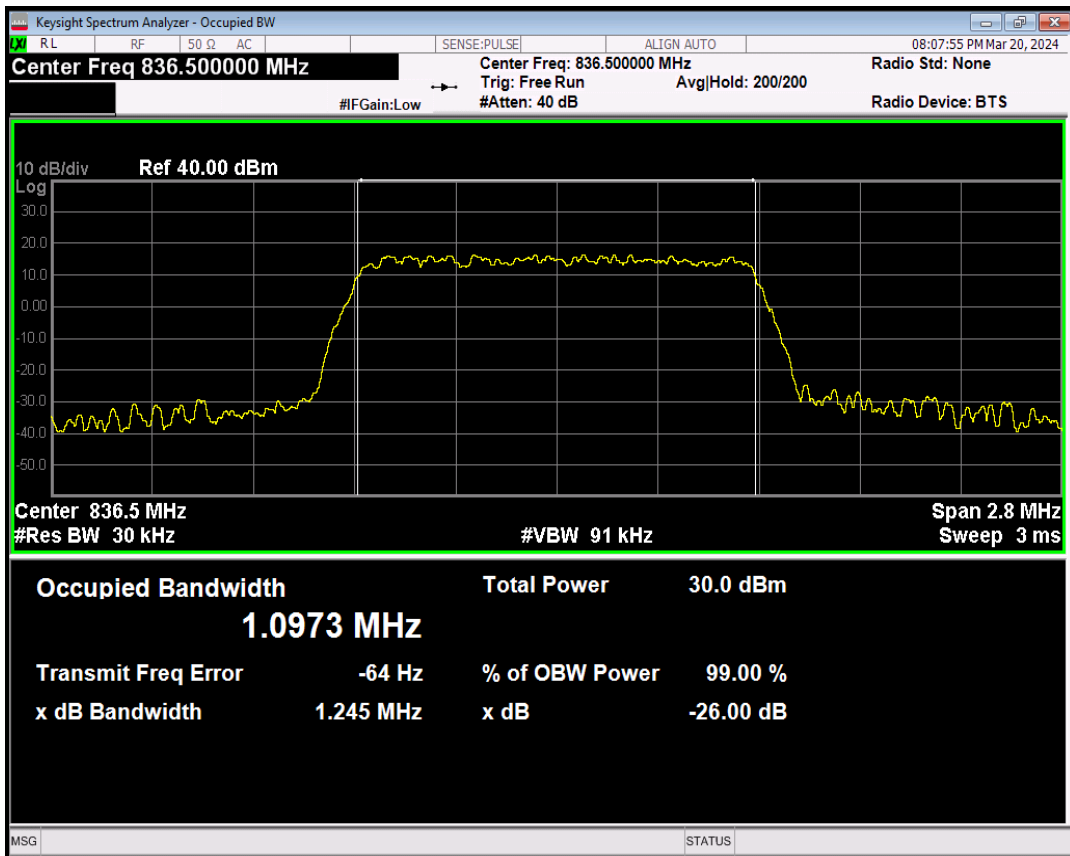 Keysight Spectrum Analyzer - Occupied BW
LXI RL RF 50 Ω AC SENSE:PULSE ALIGN AUTO 08:07:55 PM Mar 20, 2024
Center Freq 836.500000 MHz Center Freq: 836.500000 MHz Radio Std: None
Trig: Free Run Avg|Hold: 200/200
#IFGain:Low #Atten: 40 dB Radio Device: BTS
10 dB/div Ref 40.00 dBm
Log
30.0
20.0
10.0
0.00
-10.0
-20.0
-30.0
-40.0
-50.0
Center 836.5 MHz Span 2.8 MHz
#Res BW 30 kHz #VBW 91 kHz Sweep 3 ms
Occupied Bandwidth Total Power 30.0 dBm
1.0973 MHz
Transmit Freq Error -64 Hz % of OBW Power 99.00 %
x dB Bandwidth 1.245 MHz x dB -26.00 dB
MSG STATUS